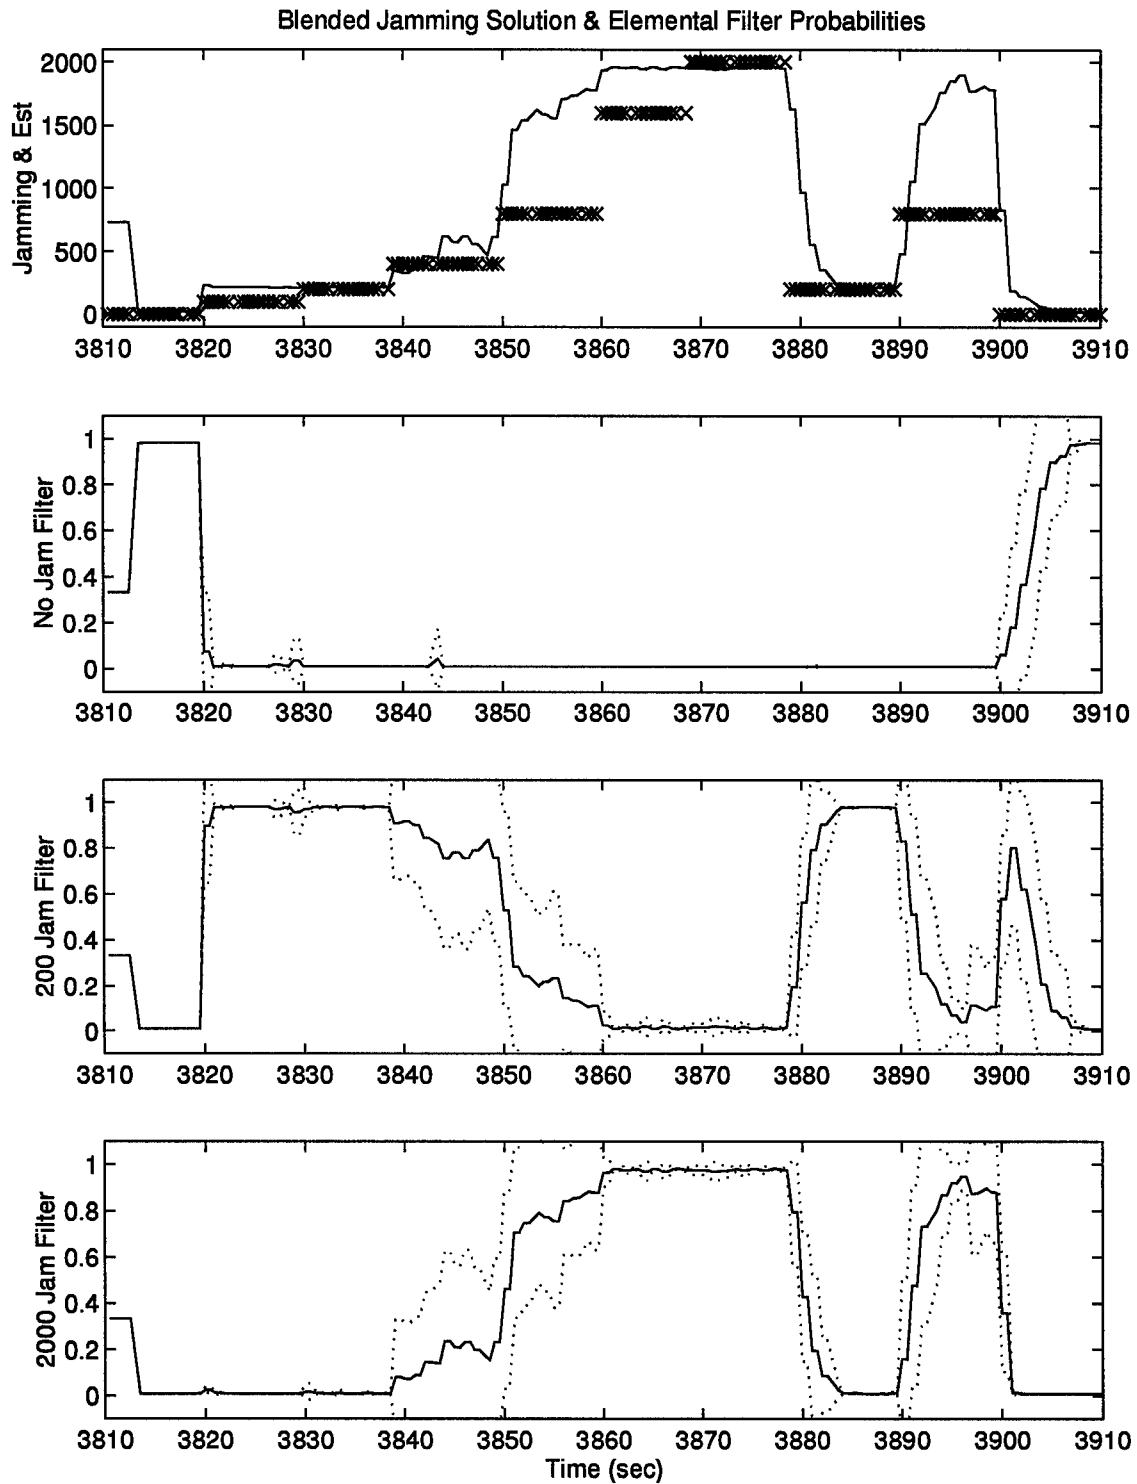 Blended Jamming Solution & Elemental Filter Probabilities
Jamming & Est
2000
1500
1000
500
0
3810 3820 3830 3840 3850 3860 3870 3880 3890 3900 3910
No Jam Filter
1
0.8
0.6
0.4
0.2
0
3810 3820 3830 3840 3850 3860 3870 3880 3890 3900 3910
200 Jam Filter
1
0.8
0.6
0.4
0.2
0
3810 3820 3830 3840 3850 3860 3870 3880 3890 3900 3910
2000 Jam Filter
1
0.8
0.6
0.4
0.2
0
3810 3820 3830 3840 3850 3860 3870 3880 3890 3900 3910
Time (sec)